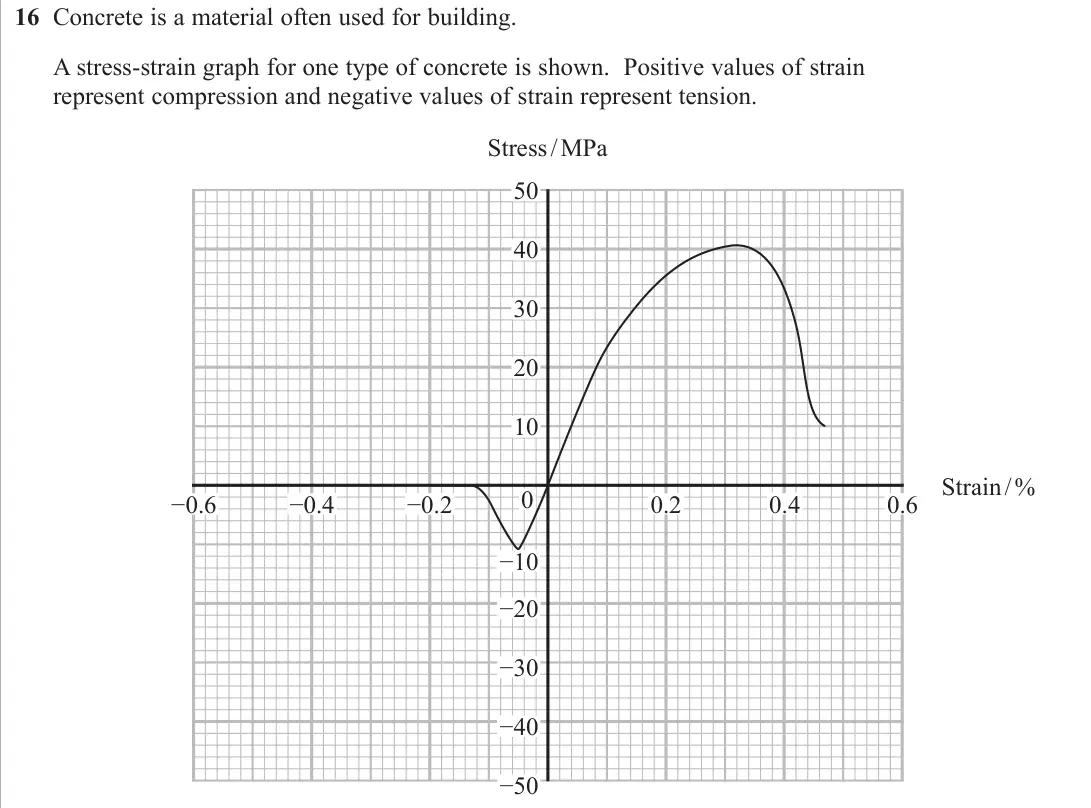 16 Concrete is a material often used for building.
A stress-strain graph for one type of concrete is shown. Positive values of strain
represent compression and negative values of strain represent tension.
Stress/MPa
50
40
30
20
10
−0.6 −0.4 −0.2 0 0.2 0.4 0.6 Strain/%
−10
−20
−30
−40
−50